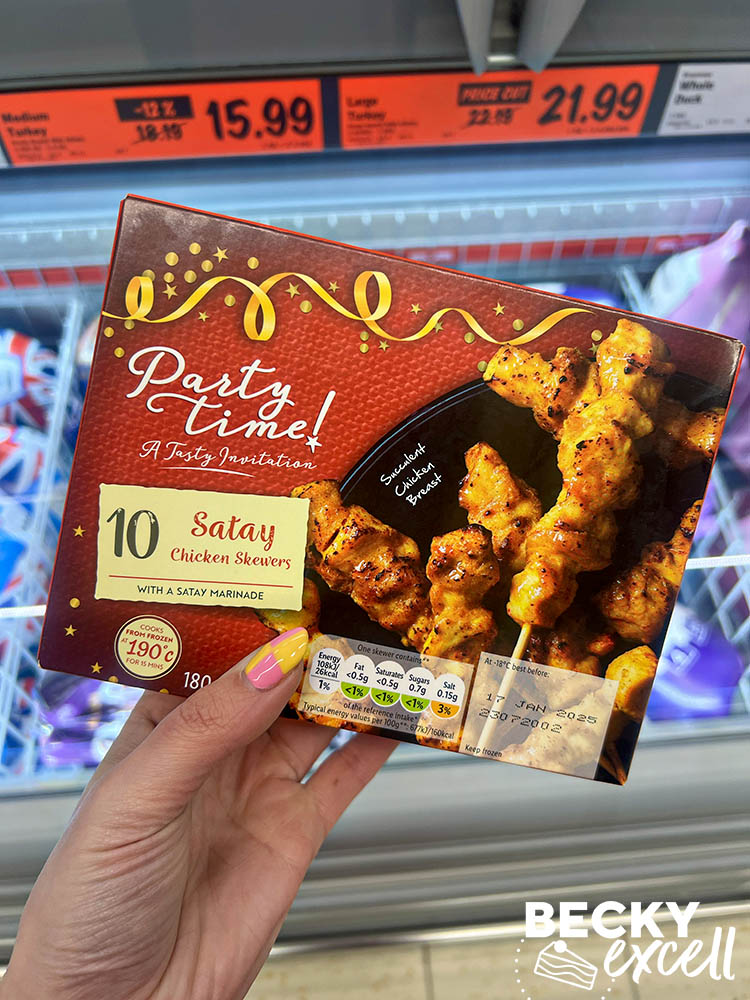 Medium
Turkey
-12%
18.19
15.99
Large
Turkey
PRICE CUT
21.99
Whole
Duck
Party
Time!
A Tasty Invitation
Succulent
Chicken
Breast
10 Satay
Chicken Skewers
WITH A SATAY MARINADE
COOKS
FROM FROZEN
AT 190°C
FOR 15 MINS
180
One skewer contains**
Energy
108kJ/
26kcal
1%
Fat
<0.5g
<1%
Saturates
<0.5g
<1%
Sugars
0.7g
<1%
Salt
0.15g
3%
of the reference intake*
Typical energy values per 100g**: 677kJ/160kcal
At -18°C best before:
17 JAN 2025
23072002
Keep frozen
BECKY
excell